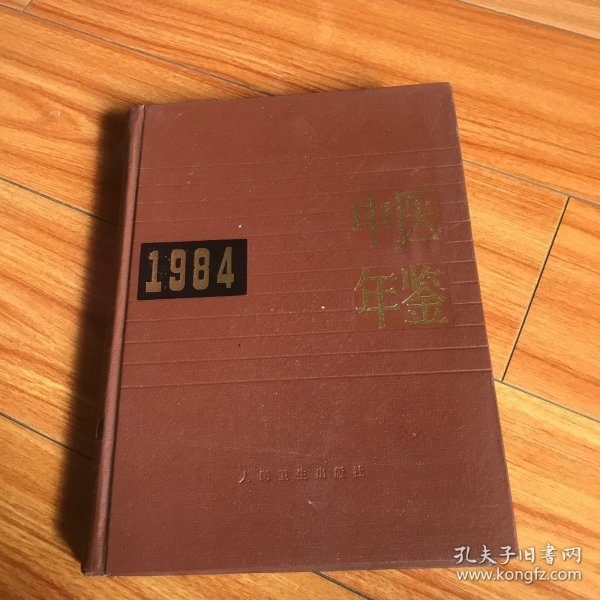 1984
中医
年鉴
人民卫生出版社
孔夫子旧书网
www.kongfz.com